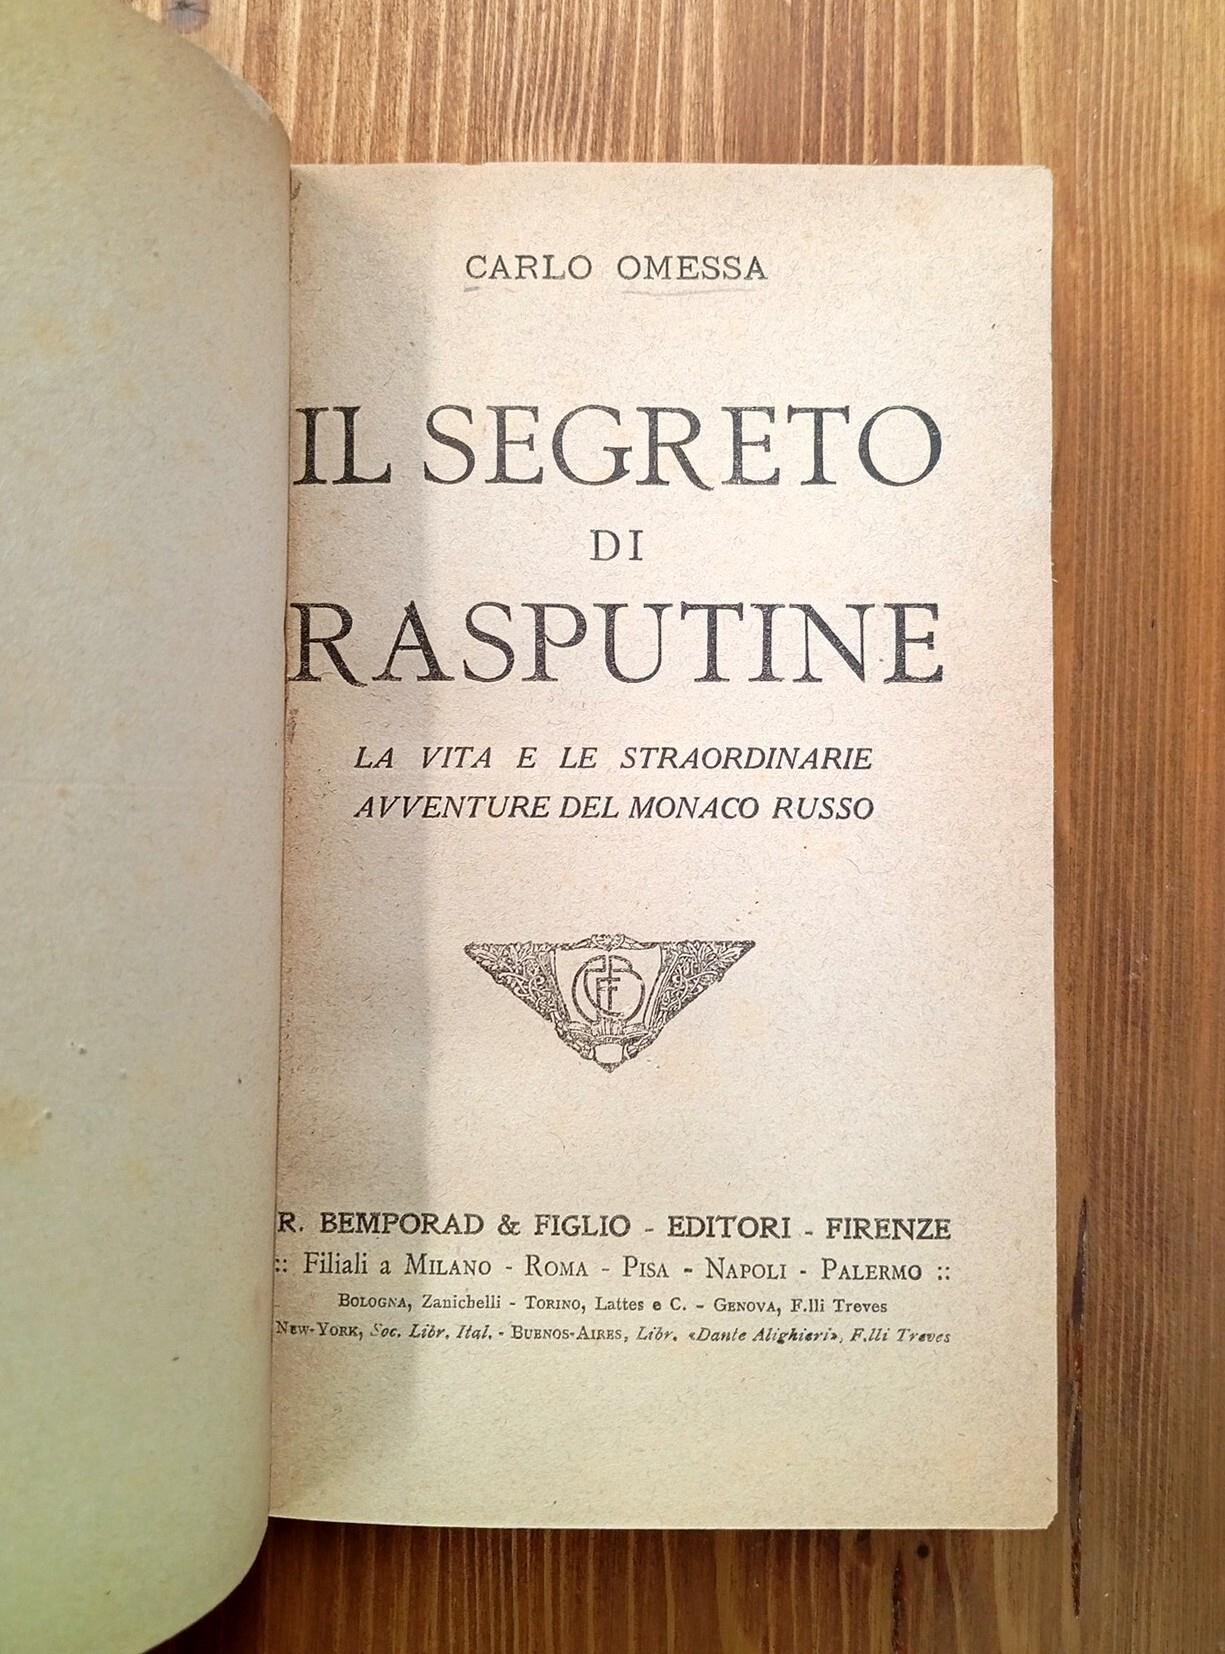 CARLO OMESSA
IL SEGRETO
DI
RASPUTINE
LA VITA E LE STRAORDINARIE
AVVENTURE DEL MONACO RUSSO
R. BEMPORAD & FIGLIO - EDITORI - FIRENZE
:: Filiali a MILANO - ROMA - PISA - NAPOLI - PALERMO ::
BOLOGNA, Zanichelli - TORINO, Lattes e C. - GENOVA, F.lli Treves
NEW-YORK, Soc. Libr. Ital. - BUENOS-AIRES, Libr. «Dante Alighieri», F.lli Treves